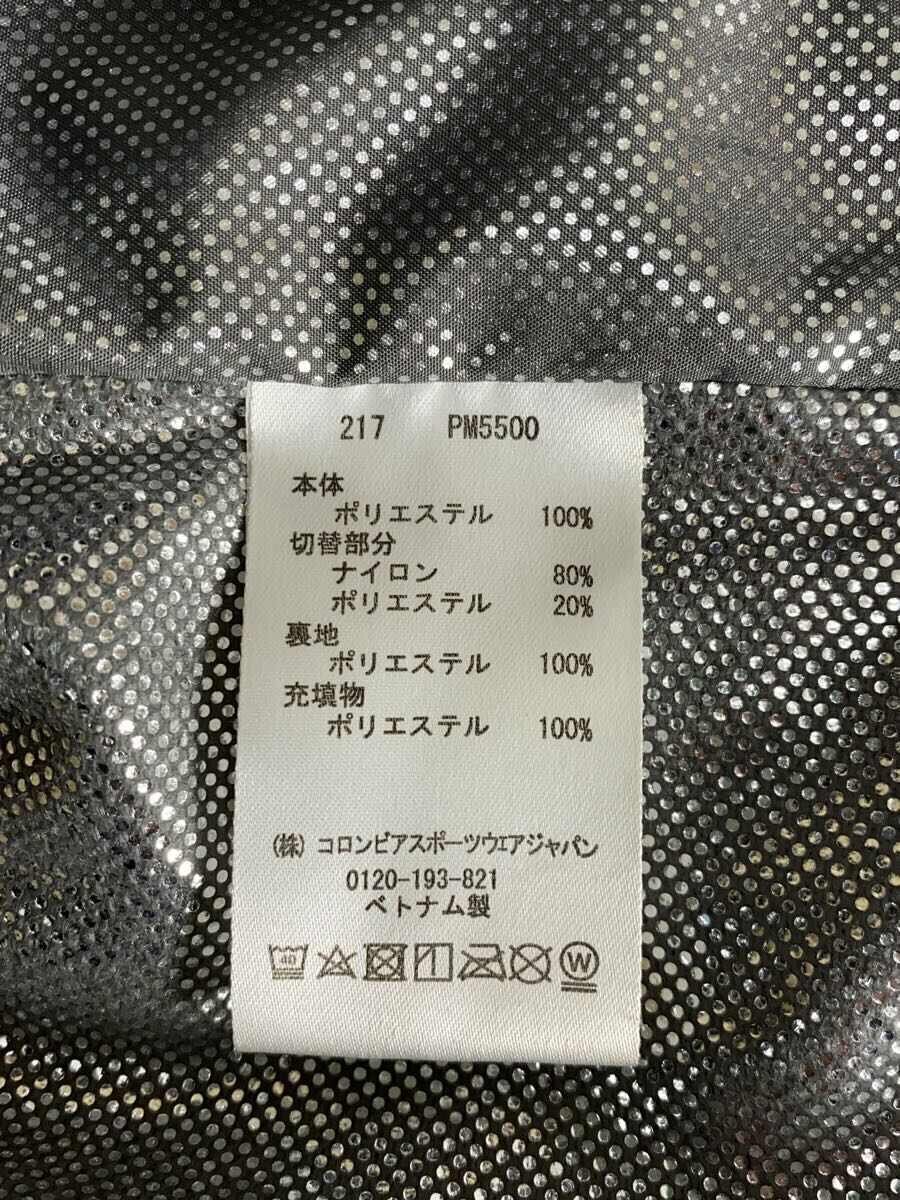 217 PM5500
本体
ポリエステル 100%
切替部分
ナイロン 80%
ポリエステル 20%
裏地
ポリエステル 100%
充填物
ポリエステル 100%
(株) コロンビアスポーツウェアジャパン
0120-193-821
ベトナム製
40 W